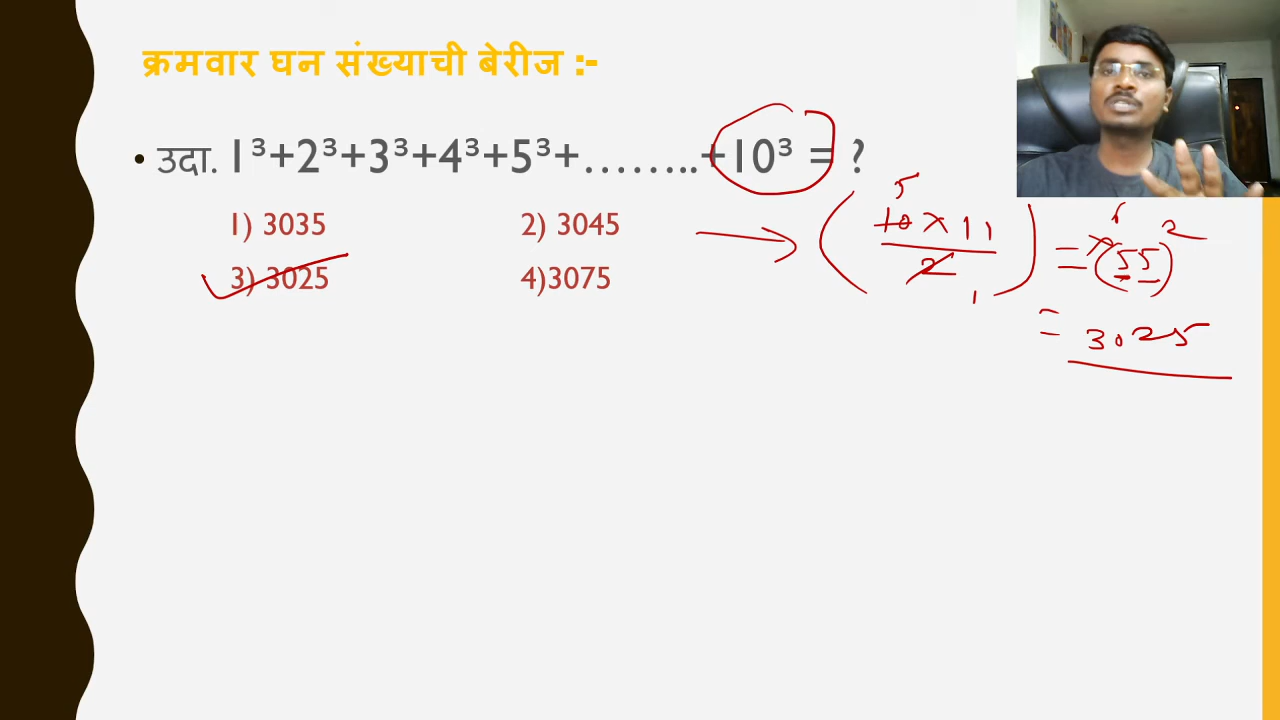 क्रमवार घन संख्याची बेरीज :-
• उदा. 1³+2³+3³+4³+5³+……..+10³ = ?
1) 3035 2) 3045
3) 3025 4)3075
5
( 10 × 11 / 2 ) = (55)²
1
= 3025